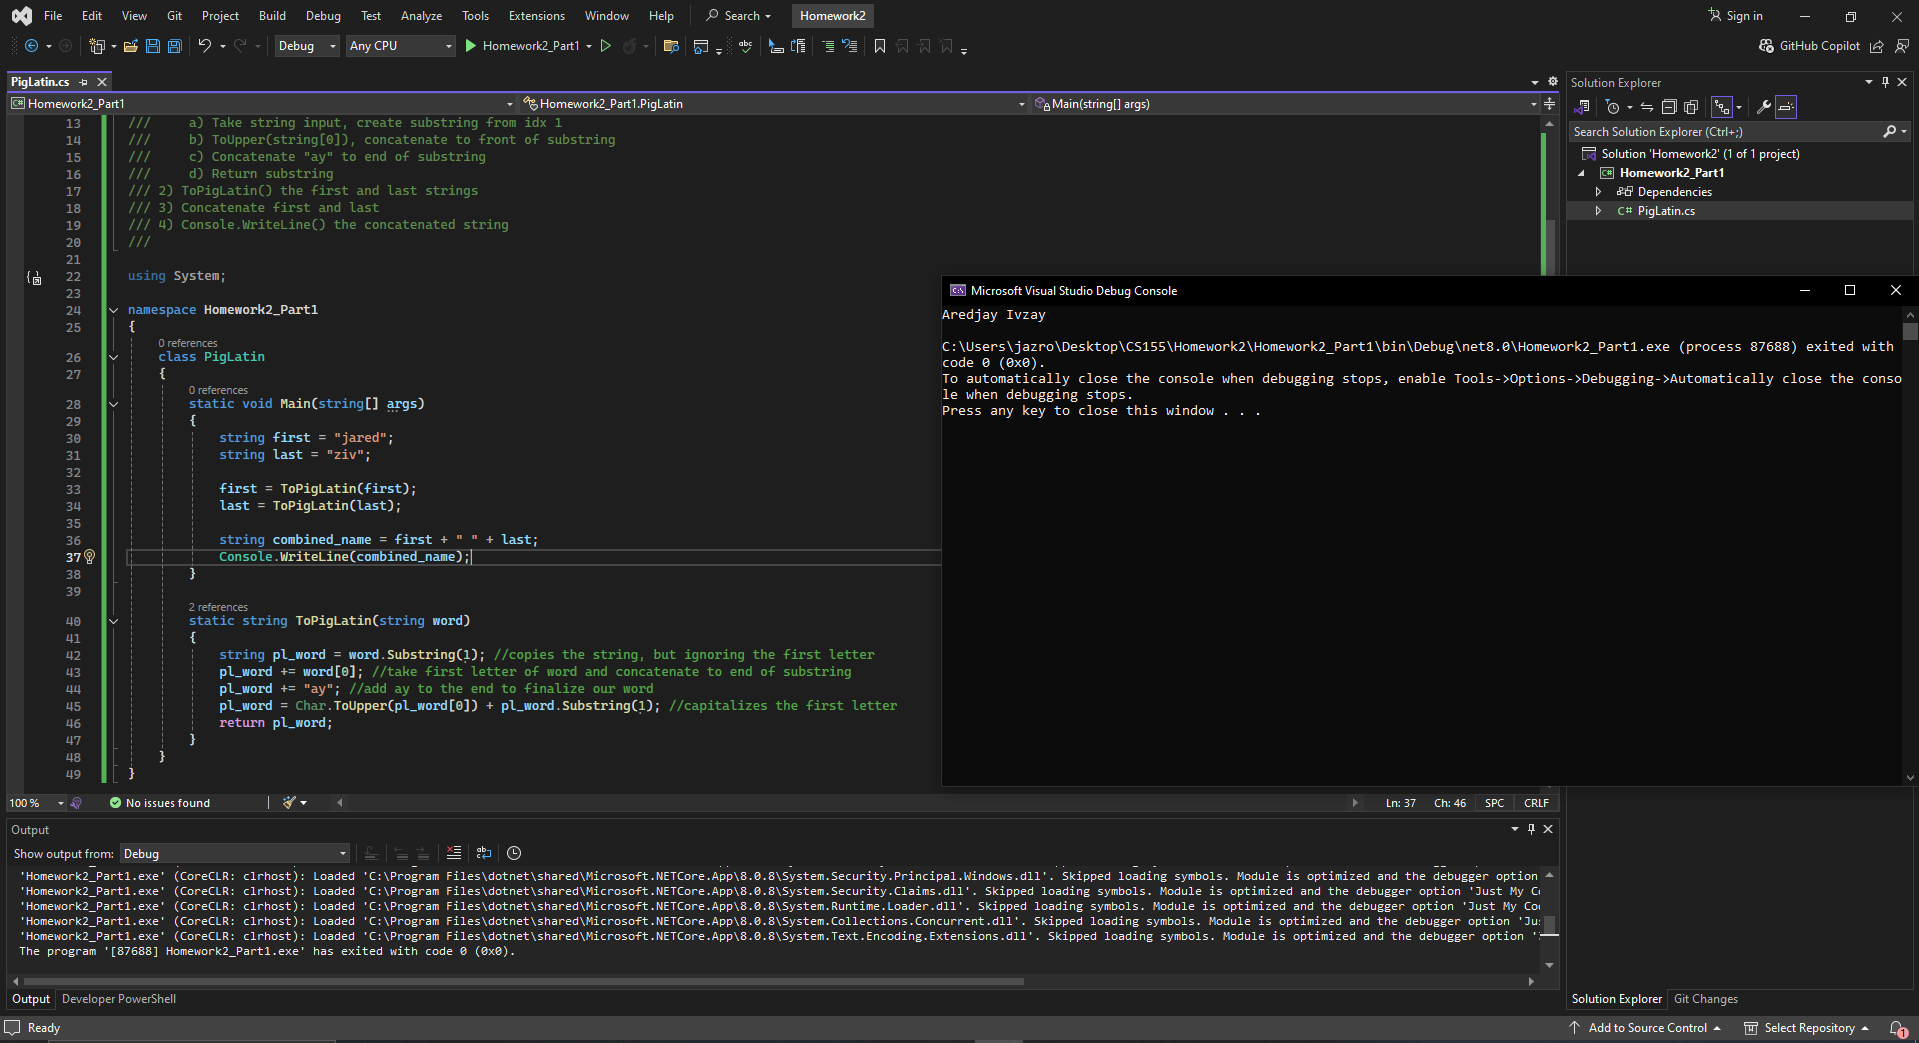 File Edit View Git Project Build Debug Test Analyze Tools Extensions Window Help Search Homework2 Sign in
Debug Any CPU Homework2_Part1 GitHub Copilot
PigLatin.cs
Homework2_Part1 Homework2_Part1.PigLatin Main(string[] args)
13 /// a) Take string input, create substring from idx 1
14 /// b) ToUpper(string[0]), concatenate to front of substring
15 /// c) Concatenate "ay" to end of substring
16 /// d) Return substring
17 /// 2) ToPigLatin() the first and last strings
18 /// 3) Concatenate first and last
19 /// 4) Console.WriteLine() the concatenated string
20 ///
21
22 using System;
23
24 namespace Homework2_Part1
25 {
0 references
26 class PigLatin
27 {
0 references
28 static void Main(string[] args)
29 {
30 string first = "jared";
31 string last = "ziv";
32
33 first = ToPigLatin(first);
34 last = ToPigLatin(last);
35
36 string combined_name = first + " " + last;
37 Console.WriteLine(combined_name);
38 }
39
2 references
40 static string ToPigLatin(string word)
41 {
42 string pl_word = word.Substring(1); //copies the string, but ignoring the first letter
43 pl_word += word[0]; //take first letter of word and concatenate to end of substring
44 pl_word += "ay"; //add ay to the end to finalize our word
45 pl_word = Char.ToUpper(pl_word[0]) + pl_word.Substring(1); //capitalizes the first letter
46 return pl_word;
47 }
48 }
49 }
100 % No issues found Ln: 37 Ch: 46 SPC CRLF
Microsoft Visual Studio Debug Console
Aredjay Ivzay
C:\Users\jazro\Desktop\CS155\Homework2\Homework2_Part1\bin\Debug\net8.0\Homework2_Part1.exe (process 87688) exited with
code 0 (0x0).
To automatically close the console when debugging stops, enable Tools->Options->Debugging->Automatically close the conso
le when debugging stops.
Press any key to close this window . . .
Solution Explorer
Search Solution Explorer (Ctrl+;)
Solution 'Homework2' (1 of 1 project)
Homework2_Part1
Dependencies
C# PigLatin.cs
Output
Show output from: Debug
'Homework2_Part1.exe' (CoreCLR: clrhost): Loaded 'C:\Program Files\dotnet\shared\Microsoft.NETCore.App\8.0.8\System.Security.Principal.Windows.dll'. Skipped loading symbols. Module is optimized and the debugger option
'Homework2_Part1.exe' (CoreCLR: clrhost): Loaded 'C:\Program Files\dotnet\shared\Microsoft.NETCore.App\8.0.8\System.Security.Claims.dll'. Skipped loading symbols. Module is optimized and the debugger option 'Just My
'Homework2_Part1.exe' (CoreCLR: clrhost): Loaded 'C:\Program Files\dotnet\shared\Microsoft.NETCore.App\8.0.8\System.Runtime.Loader.dll'. Skipped loading symbols. Module is optimized and the debugger option 'Just My
'Homework2_Part1.exe' (CoreCLR: clrhost): Loaded 'C:\Program Files\dotnet\shared\Microsoft.NETCore.App\8.0.8\System.Collections.Concurrent.dll'. Skipped loading symbols. Module is optimized and the debugger option
'Homework2_Part1.exe' (CoreCLR: clrhost): Loaded 'C:\Program Files\dotnet\shared\Microsoft.NETCore.App\8.0.8\System.Text.Encoding.Extensions.dll'. Skipped loading symbols. Module is optimized and the debugger option
The program '[87688] Homework2_Part1.exe' has exited with code 0 (0x0).
Output Developer PowerShell
Solution Explorer Git Changes
Ready Add to Source Control Select Repository 1